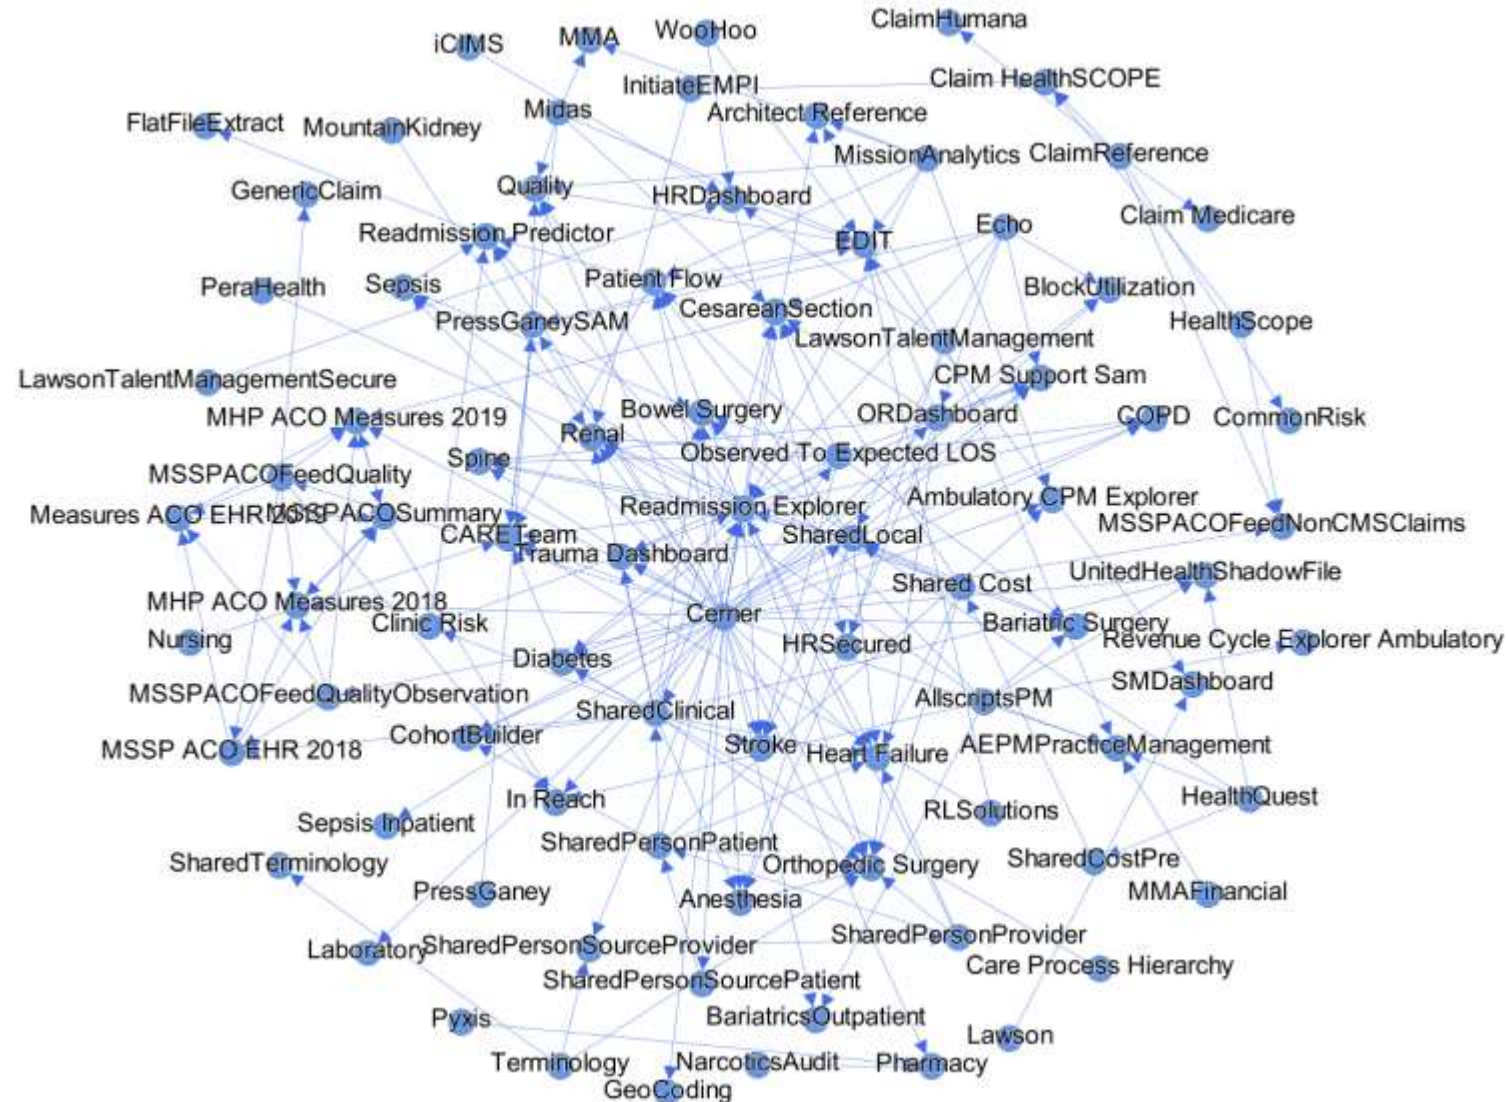 ClaimHumana
WooHoo
iCIMS
MMA
Claim HealthSCOPE
InitiateEMPI
Midas
Architect Reference
FlatFileExtract
MountainKidney
MissionAnalytics
ClaimReference
Quality
GenericClaim
HRDashboard
Claim Medicare
Echo
Readmission Predictor
EDIT
Patient Flow
Sepsis
PeraHealth
BlockUtilization
CesareanSection
PressGaneySAM
HealthScope
LawsonTalentManagement
CPM Support Sam
LawsonTalentManagementSecure
Bowel Surgery
ORDashboard
COPD
MHP ACO Measures 2019
CommonRisk
Renal
Observed To Expected LOS
Spine
MSSPACOFeedQuality
Ambulatory CPM Explorer
Readmission Explorer
Measures ACO EHR 2019
MSSPACOSummary
MSSPACOFeedNonCMSClaims
CARETeam
SharedLocal
Trauma Dashboard
UnitedHealthShadowFile
Shared Cost
MHP ACO Measures 2018
Cerner
Clinic Risk
Bariatric Surgery
Nursing
Revenue Cycle Explorer Ambulatory
HRSecured
Diabetes
SMDashboard
MSSPACOFeedQualityObservation
AllscriptsPM
SharedClinical
CohortBuilder
Stroke
AEPMPracticeManagement
MSSP ACO EHR 2018
Heart Failure
HealthQuest
In Reach
RLSolutions
Sepsis Inpatient
SharedPersonPatient
SharedCostPre
SharedTerminology
Orthopedic Surgery
PressGaney
MMAFinancial
Anesthesia
SharedPersonProvider
SharedPersonSourceProvider
Laboratory
Care Process Hierarchy
SharedPersonSourcePatient
BariatricsOutpatient
Pyxis
Lawson
Terminology
NarcoticsAudit
Pharmacy
GeoCoding